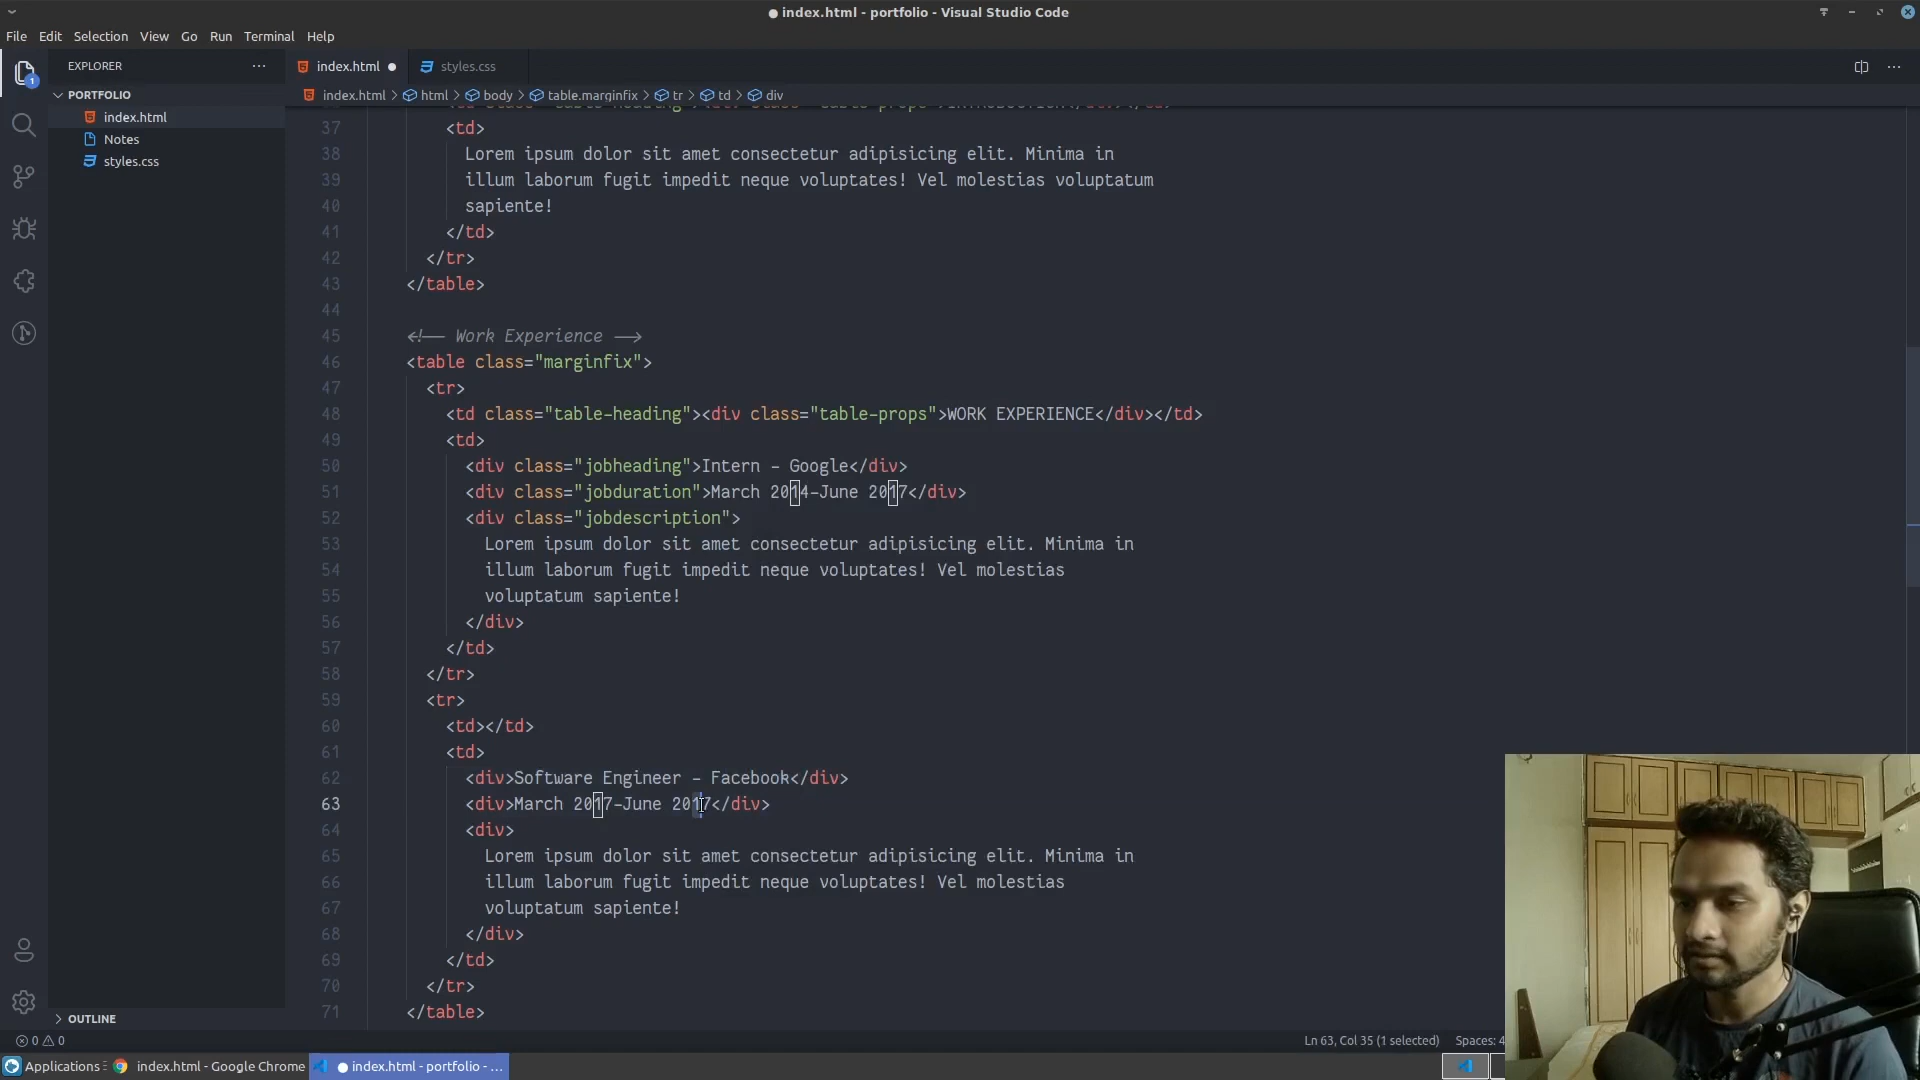 index.html - portfolio - Visual Studio Code
File Edit Selection View Go Run Terminal Help
EXPLORER
index.html
styles.css
PORTFOLIO
index.html > html > body > table.marginfix > tr > td > div
index.html
Notes
styles.css
1
37 <td>
38 Lorem ipsum dolor sit amet consectetur adipisicing elit. Minima in
39 illum laborum fugit impedit neque voluptates! Vel molestias voluptatum
40 sapiente!
41 </td>
42 </tr>
43 </table>
44
45 <!-- Work Experience -->
46 <table class="marginfix">
47 <tr>
48 <td class="table-heading"><div class="table-props">WORK EXPERIENCE</div></td>
49 <td>
50 <div class="jobheading">Intern - Google</div>
51 <div class="jobduration">March 2014-June 2017</div>
52 <div class="jobdescription">
53 Lorem ipsum dolor sit amet consectetur adipisicing elit. Minima in
54 illum laborum fugit impedit neque voluptates! Vel molestias
55 voluptatum sapiente!
56 </div>
57 </td>
58 </tr>
59 <tr>
60 <td></td>
61 <td>
62 <div>Software Engineer - Facebook</div>
63 <div>March 2017-June 2017</div>
64 <div>
65 Lorem ipsum dolor sit amet consectetur adipisicing elit. Minima in
66 illum laborum fugit impedit neque voluptates! Vel molestias
67 voluptatum sapiente!
68 </div>
69 </td>
70 </tr>
71 </table>
OUTLINE
0 0
Ln 63, Col 35 (1 selected) Spaces: 4
Applications
index.html - Google Chrome
index.html - portfolio - ...